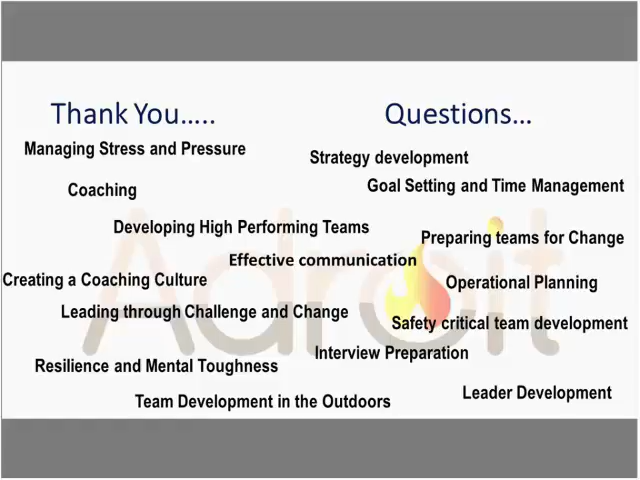 Thank You….. Questions…
Managing Stress and Pressure
Strategy development
Coaching
Goal Setting and Time Management
Developing High Performing Teams
Preparing teams for Change
Effective communication
Creating a Coaching Culture
Operational Planning
Leading through Challenge and Change
Safety critical team development
Interview Preparation
Resilience and Mental Toughness
Leader Development
Team Development in the Outdoors
Adroit